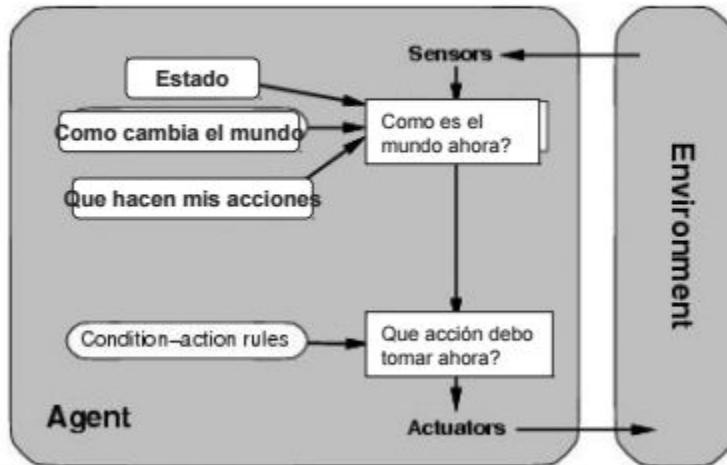 Sensors
Estado
Como cambia el mundo
Como es el
mundo ahora?
Que hacen mis acciones
Environment
Condition–action rules
Que acción debo
tomar ahora?
Agent
Actuators